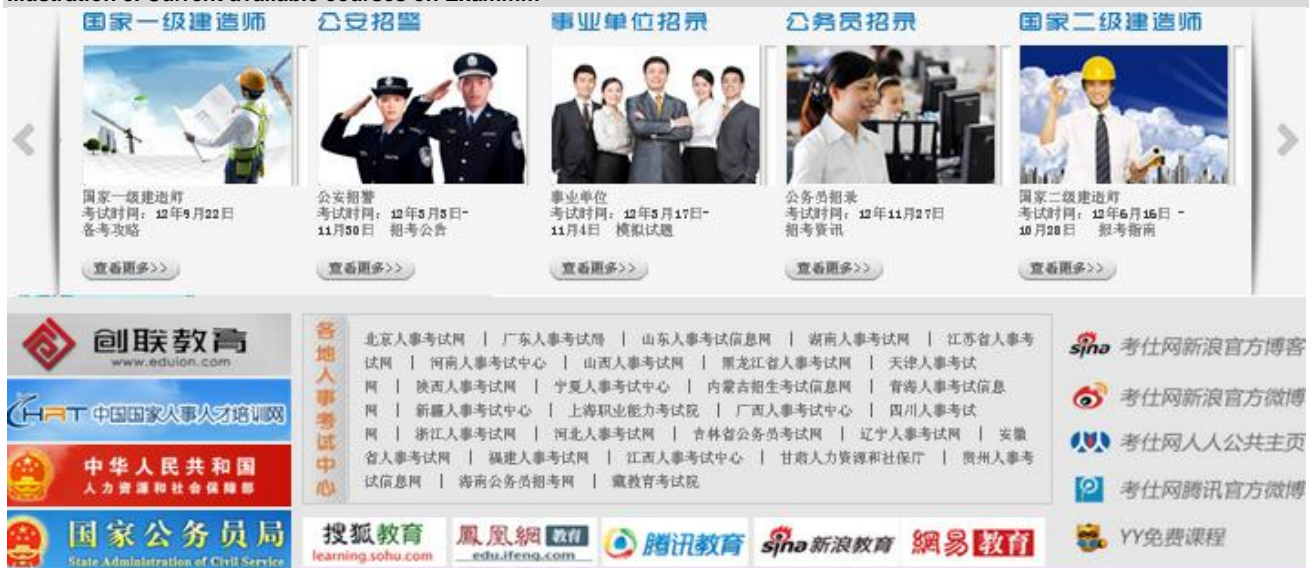 国家一级建造师
公安招警
事业单位招录
公务员招录
国家二级建造师
国家一级建造师
考试时间：12年9月22日
备考攻略
查看更多>>
公安招警
考试时间：12年3月5日-
11月30日 招考公告
查看更多>>
事业单位
考试时间：12年3月17日-
11月4日 模拟试题
查看更多>>
公务员招录
考试时间：12年11月27日
招考资讯
查看更多>>
国家二级建造师
考试时间：12年6月16日 -
10月28日 报考指南
查看更多>>
创联教育
www.eduion.com
CHRT 中国国家人事人才培训网
中华人民共和国
人力资源和社会保障部
国家公务员局
State Administration of Civil Service
各地人事考试中心
北京人事考试网 | 广东人事考试局 | 山东人事考试信息网 | 湖南人事考试网 | 江苏省人事考
试网 | 河南人事考试中心 | 山西人事考试网 | 黑龙江省人事考试网 | 天津人事考试
网 | 陕西人事考试网 | 宁夏人事考试中心 | 内蒙古招生考试信息网 | 青海人事考试信息
网 | 新疆人事考试中心 | 上海职业能力考试院 | 广西人事考试中心 | 四川人事考试
网 | 浙江人事考试网 | 河北人事考试网 | 吉林省公务员考试网 | 辽宁人事考试网 | 安徽
省人事考试网 | 福建人事考试网 | 江西人事考试中心 | 甘肃人力资源和社保厅 | 贵州人事考
试信息网 | 海南公务员招考网 | 藏教育考试院
搜狐教育
learning.sohu.com
鳳凰網 教育
edu.ifeng.com
腾讯教育
sina 新浪教育
網易 教育
sina 考仕网新浪官方博客
考仕网新浪官方微博
考仕网人人公共主页
考仕网腾讯官方微博
YY免费课程